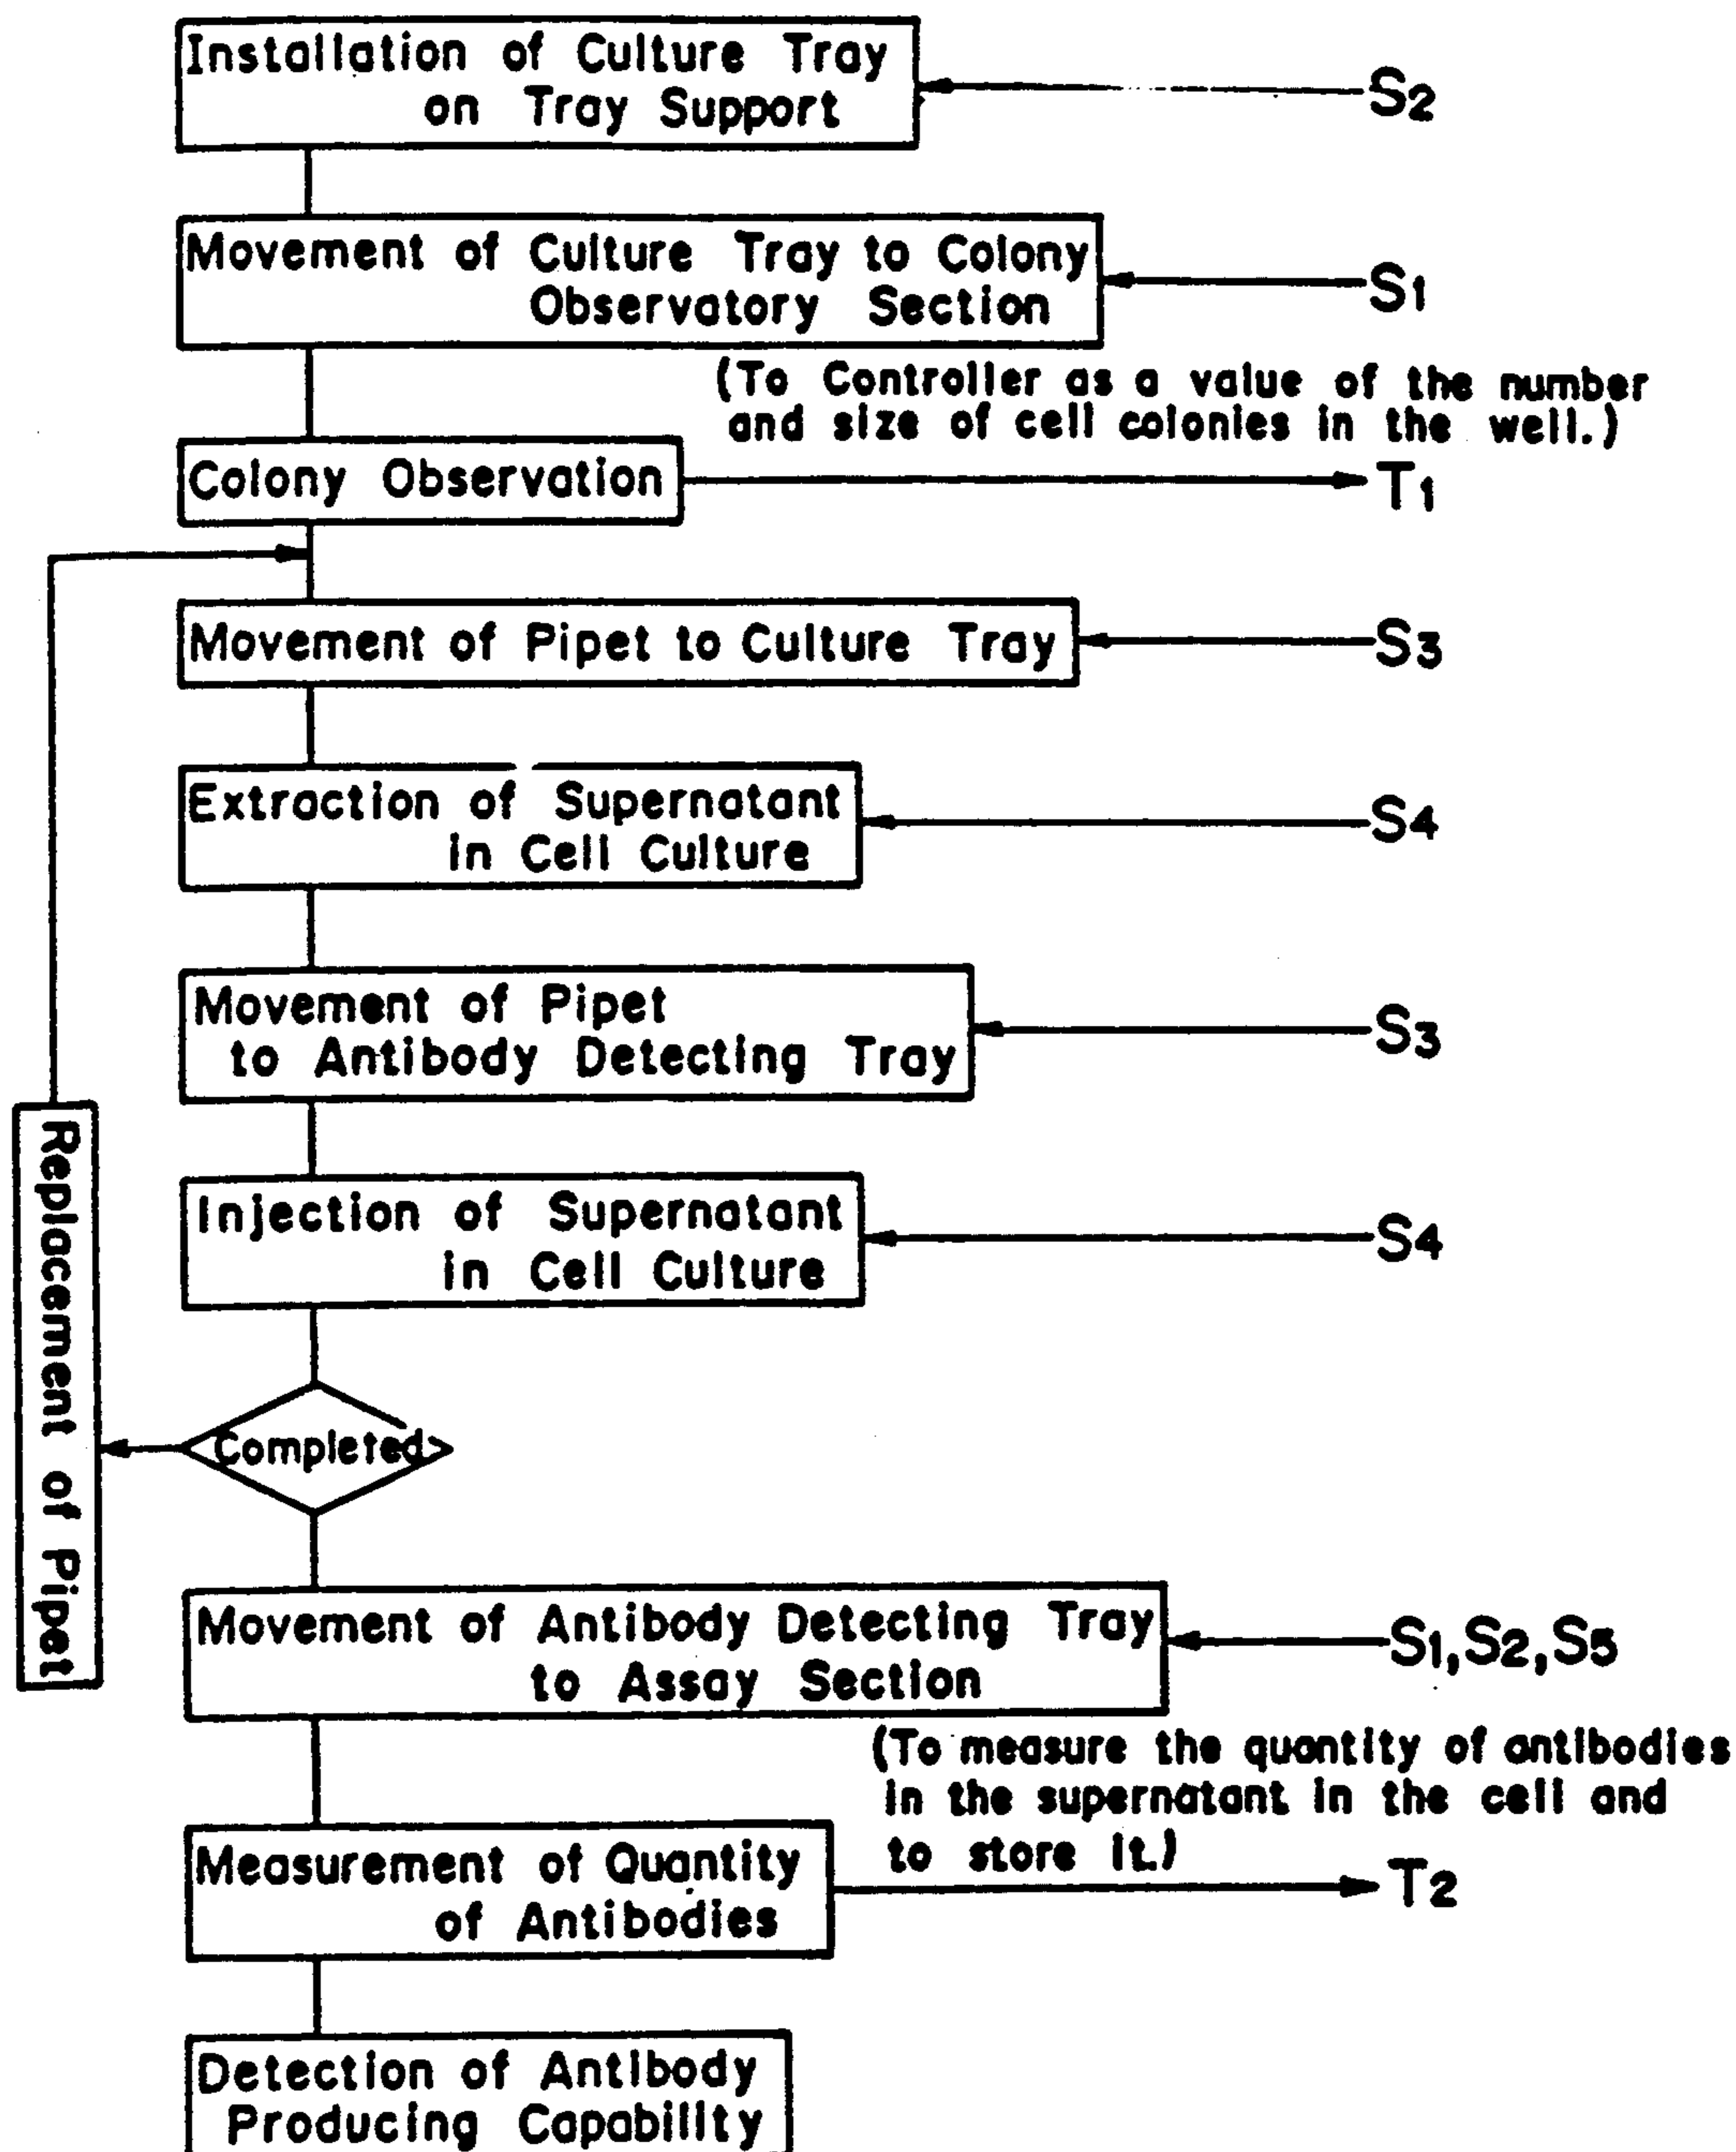 Installation of Culture Tray
on Tray Support
S2
Movement of Culture Tray to Colony
Observatory Section
S1
(To Controller as a value of the number
and size of cell colonies in the well.)
Colony Observation
T1
Movement of Pipet to Culture Tray
S3
Extraction of Supernatant
in Cell Culture
S4
Movement of Pipet
to Antibody Detecting Tray
S3
Injection of Supernatant
in Cell Culture
S4
Replacement of Pipet
Completed
Movement of Antibody Detecting Tray
to Assay Section
S1,S2,S5
(To measure the quantity of antibodies
in the supernatant in the cell and
to store it.)
Measurement of Quantity
of Antibodies
T2
Detection of Antibody
Producing Capability